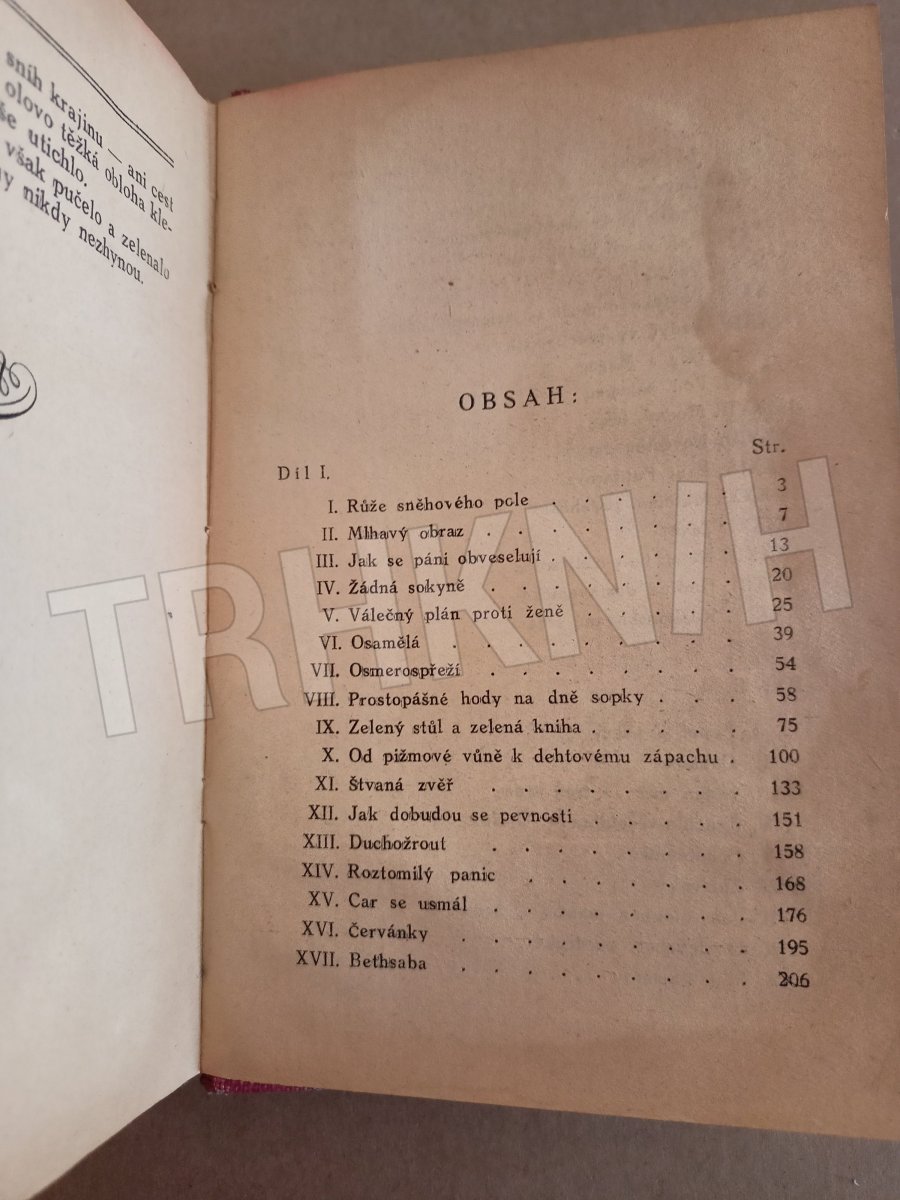 sníh krajinu — ani cest
olovo těžká obloha kle-
še utichlo.
však pučelo a zelenalo
y nikdy nezhynou.
OBSAH:
Str.
Díl I.
I. Růže sněhového pole . . . . . . 3
II. Mlhavý obraz . . . . . . . 7
III. Jak se páni obveselují . . . . . . 13
IV. Žádná sokyně . . . . . . . 20
V. Válečný plán proti ženě . . . . . 25
VI. Osamělá . . . . . . . . 39
VII. Osmerospřeží . . . . . . . 54
VIII. Prostopášné hody na dně sopky . . . 58
IX. Zelený stůl a zelená kniha . . . . . 75
X. Od pižmové vůně k dehtovému zápachu . 100
XI. Štvaná zvěř . . . . . . . 133
XII. Jak dobudou se pevnosti . . . . . 151
XIII. Duchožrout . . . . . . . . 158
XIV. Roztomilý panic . . . . . . . 168
XV. Car se usmál . . . . . . . . 176
XVI. Červánky . . . . . . . . . 195
XVII. Bethsaba . . . . . . . . . 206
TRHKNIH